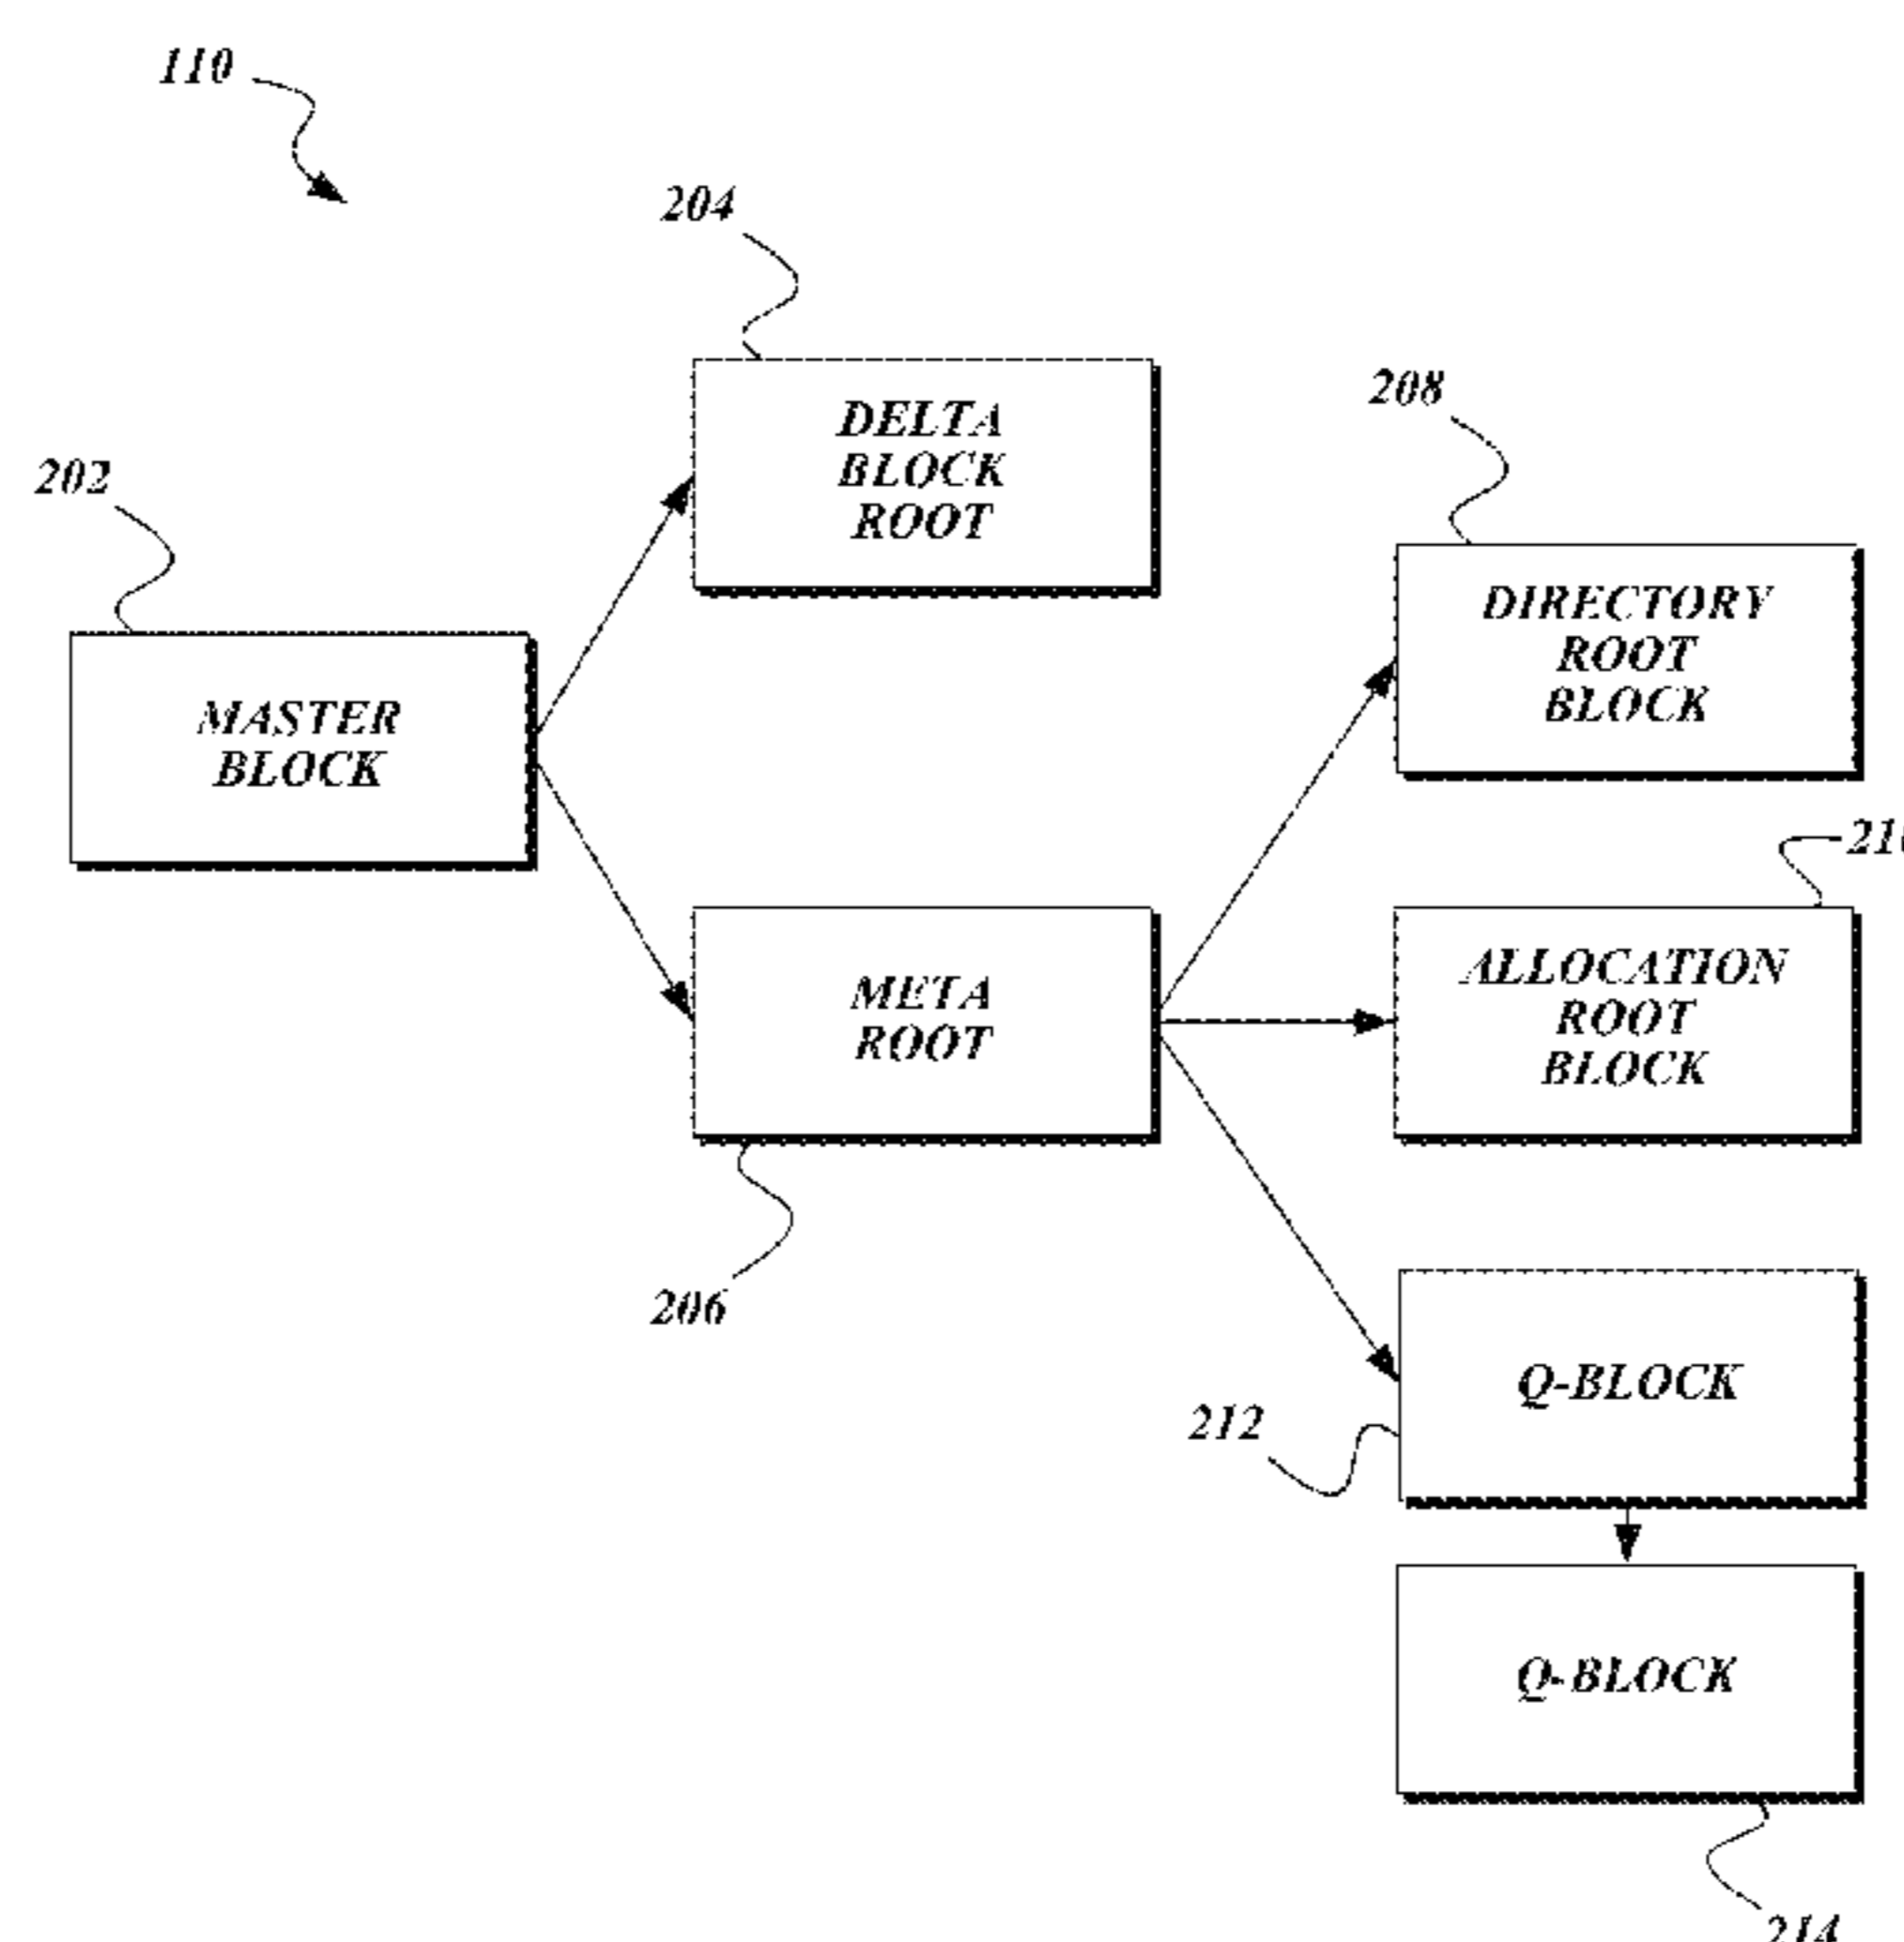 110
204
208
202
DELTA
BLOCK
ROOT
DIRECTORY
ROOT
BLOCK
MASTER
BLOCK
META
ROOT
ALLOCATION
ROOT
BLOCK
206
212
Q-BLOCK
Q-BLOCK
214